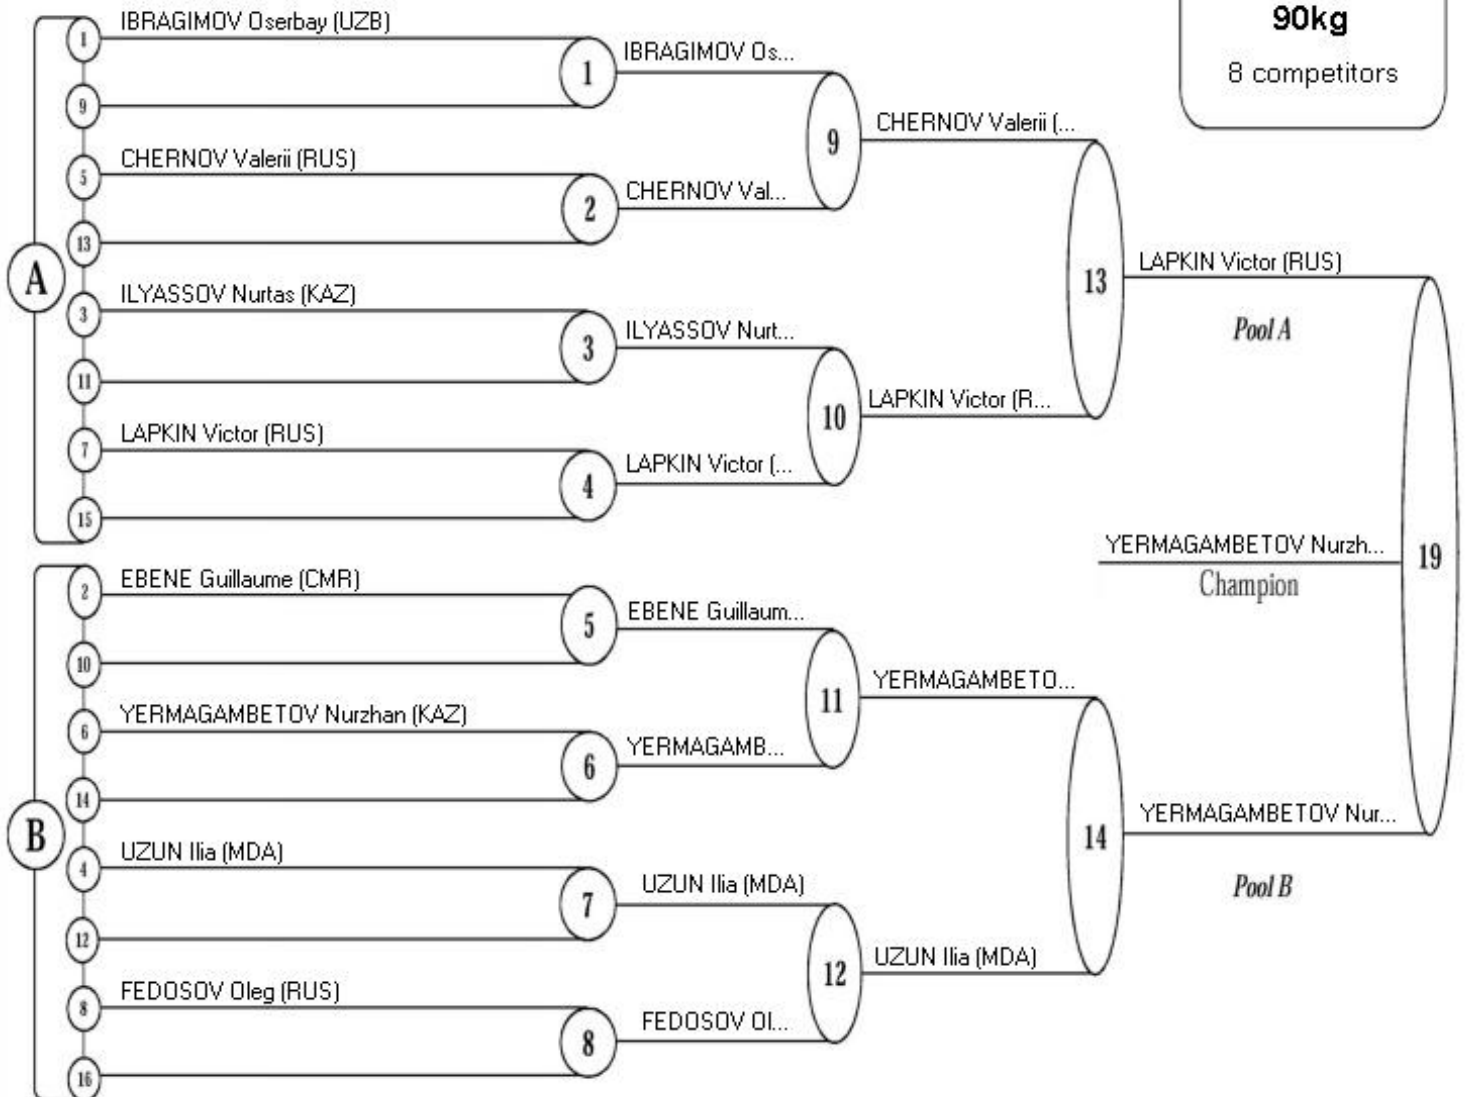 90kg
8 competitors
A
1
IBRAGIMOV Oserbay (UZB)
9
1
IBRAGIMOV Os...
5
CHERNOV Valerii (RUS)
13
2
CHERNOV Val...
9
CHERNOV Valerii (...
3
ILYASSOV Nurtas (KAZ)
11
3
ILYASSOV Nurt...
7
LAPKIN Victor (RUS)
15
4
LAPKIN Victor (...
10
LAPKIN Victor (R...
13
LAPKIN Victor (RUS)
Pool A
B
2
EBENE Guillaume (CMR)
10
5
EBENE Guillaum...
6
YERMAGAMBETOV Nurzhan (KAZ)
14
6
YERMAGAMB...
11
YERMAGAMBETO...
4
UZUN Ilia (MDA)
12
7
UZUN Ilia (MDA)
8
FEDOSOV Oleg (RUS)
16
8
FEDOSOV Ol...
12
UZUN Ilia (MDA)
14
YERMAGAMBETOV Nur...
Pool B
19
YERMAGAMBETOV Nurzh...
Champion